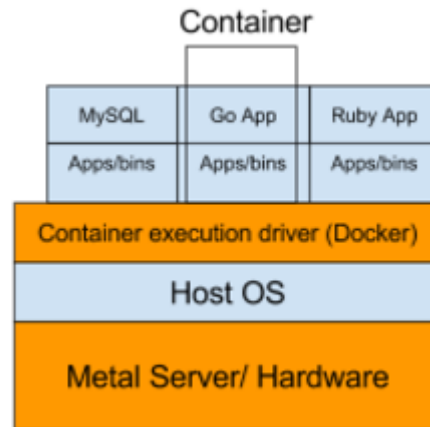 Container
MySQL
Go App
Ruby App
Apps/bins
Apps/bins
Apps/bins
Container execution driver (Docker)
Host OS
Metal Server/ Hardware